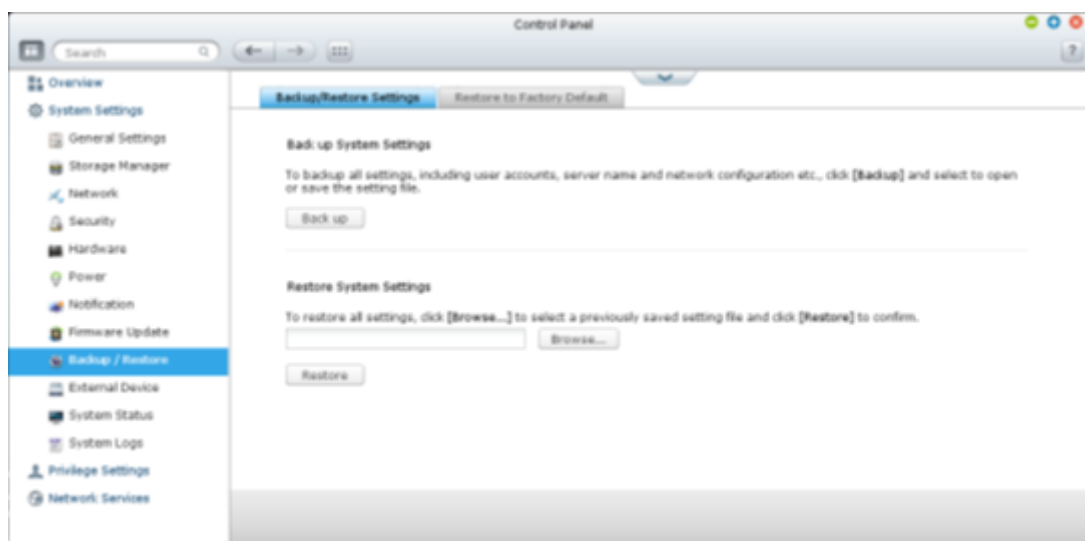 Control Panel
Search
?
Overview
System Settings
General Settings
Storage Manager
Network
Security
Hardware
Power
Notification
Firmware Update
Backup / Restore
External Device
System Status
System Logs
Privilege Settings
Network Services
Backup/Restore Settings
Restore to Factory Default
Back up System Settings
To backup all settings, including user accounts, server name and network configuration etc., click [Backup] and select to open
or save the setting file.
Back up
Restore System Settings
To restore all settings, click [Browse...] to select a previously saved setting file and click [Restore] to confirm.
Browse...
Restore